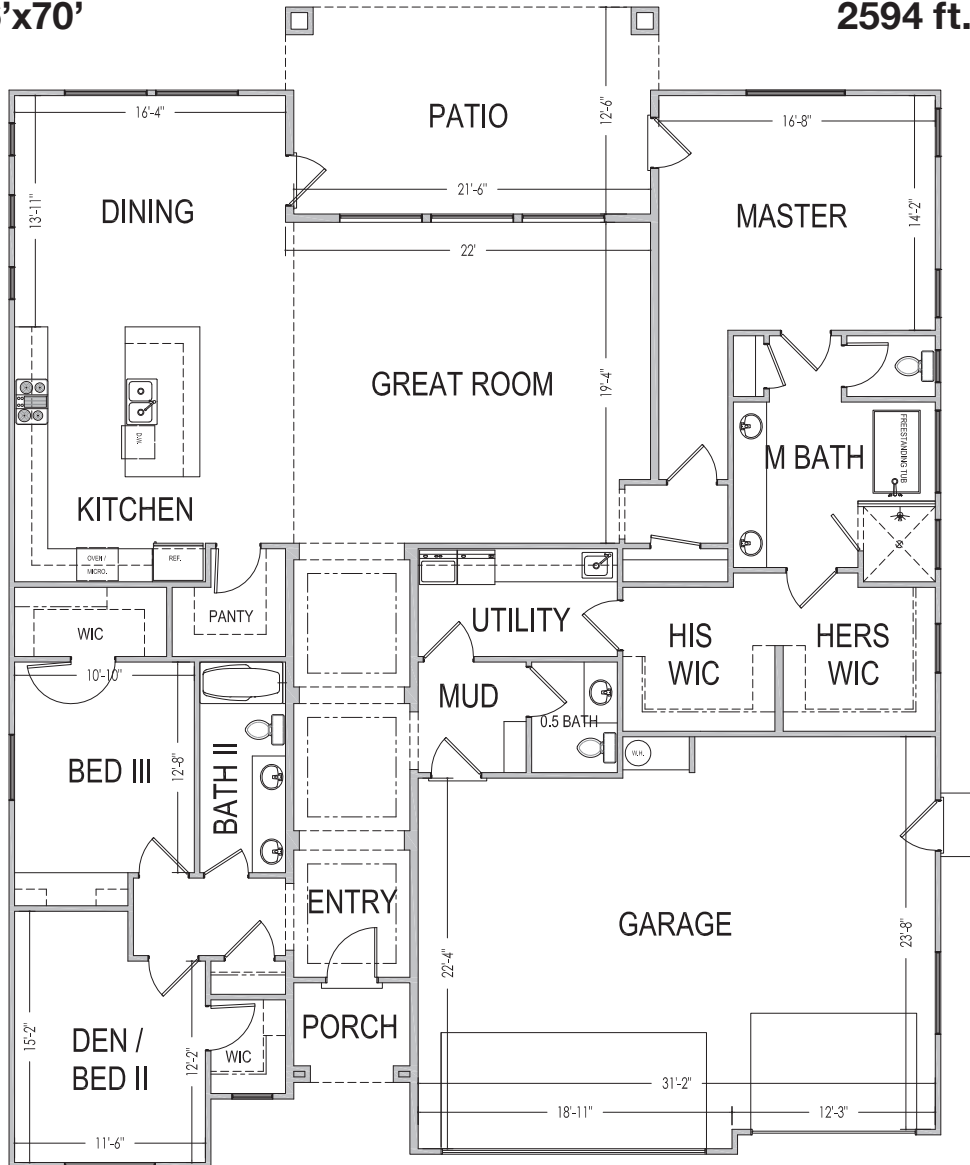 'x70'
2594 ft.
PATIO
12'-6"
21'-6"
16'-4"
13'-11"
DINING
16'-8"
14'-2"
MASTER
22'
GREAT ROOM
19'-4"
D.W.
KITCHEN
OVEN /
MICRO.
REF.
M BATH
FREESTANDING TUB
PANTY
WIC
UTILITY
HIS
WIC
HERS
WIC
10'-10"
BED III
12'-8"
BATH II
MUD
0.5 BATH
W.H.
ENTRY
GARAGE
22'-4"
23'-8"
PORCH
DEN /
BED II
15'-2"
12'-2"
WIC
11'-6"
31'-2"
18'-11"
12'-3"